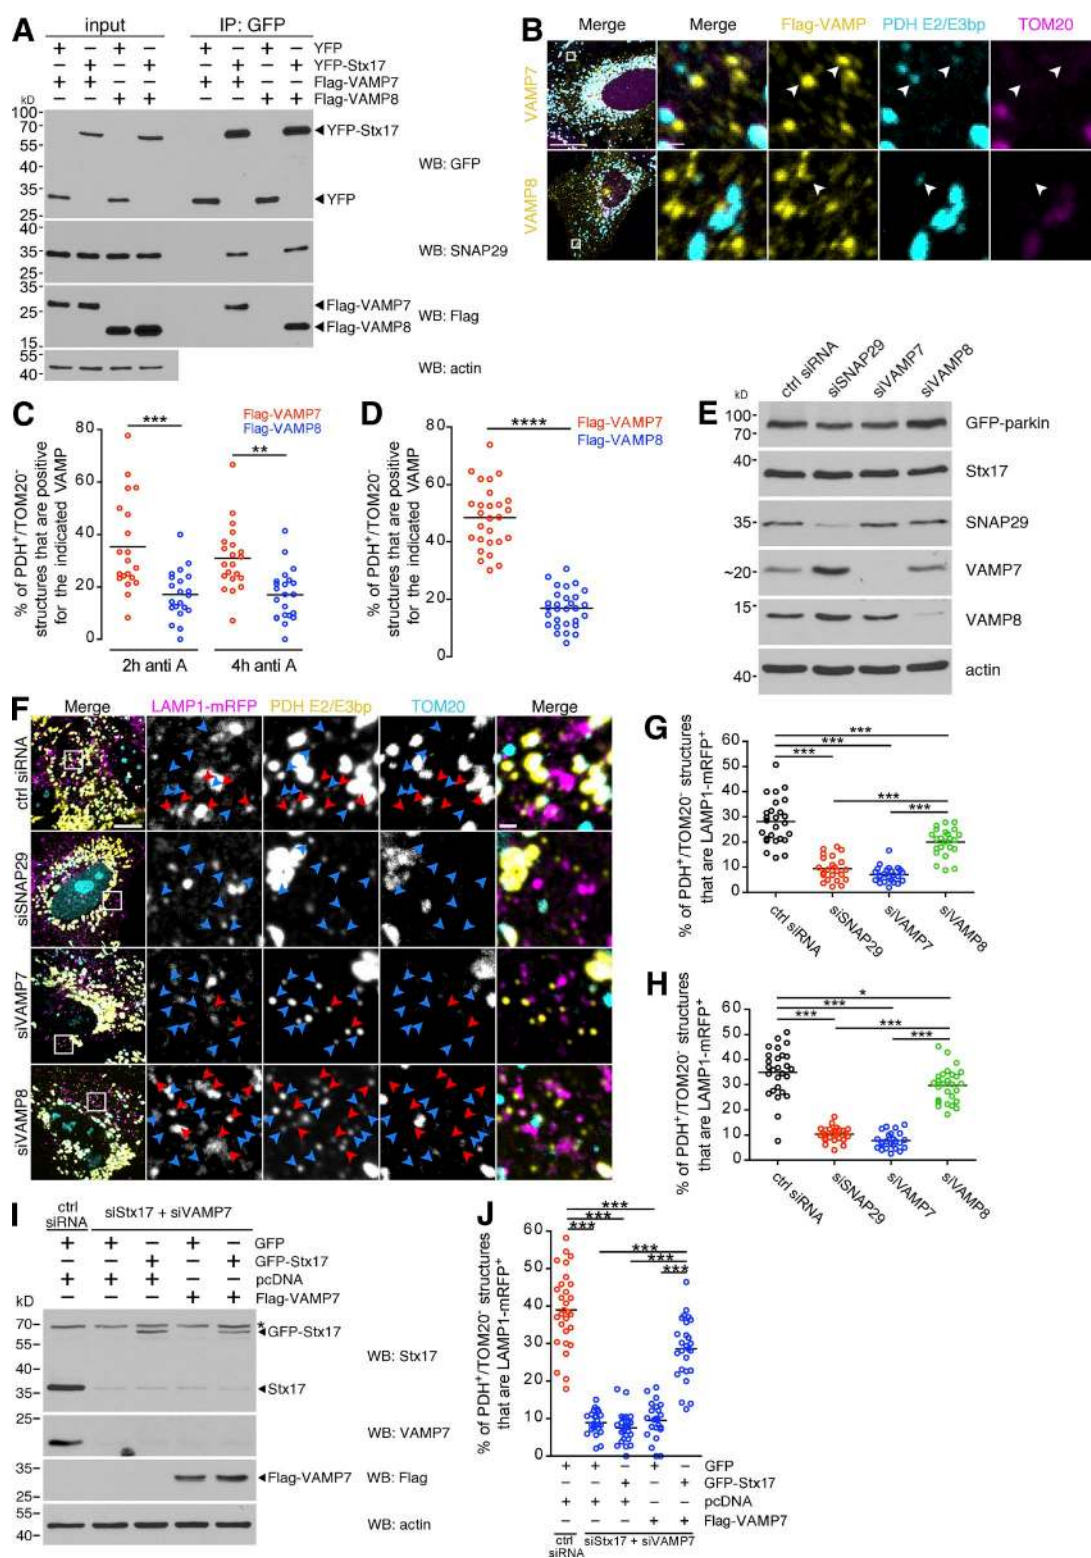 A
input
IP: GFP
+ − + − + − + − YFP
− + − + − + − + YFP-Stx17
+ + − − + + − − Flag-VAMP7
− − + + − − + + Flag-VAMP8
kD
100
70
55
40
35
25
YFP-Stx17
WB: GFP
YFP
40
35
25
WB: SNAP29
35
25
15
Flag-VAMP7
WB: Flag
Flag-VAMP8
55
40
WB: actin
B
Merge Merge Flag-VAMP PDH E2/E3bp TOM20
VAMP7
VAMP8
C
Flag-VAMP7
Flag-VAMP8
% of PDH+/TOM20- structures that are positive for the indicated VAMP
80
60
40
20
0
***
**
2h anti A 4h anti A
D
Flag-VAMP7
Flag-VAMP8
% of PDH+/TOM20- structures that are positive for the indicated VAMP
80
60
40
20
0
****
E
ctrl siRNA siSNAP29 siVAMP7 siVAMP8
kD
100
70
GFP-parkin
40
Stx17
35
SNAP29
~20
VAMP7
15
VAMP8
40
actin
F
Merge LAMP1-mRFP PDH E2/E3bp TOM20 Merge
ctrl siRNA
siSNAP29
siVAMP7
siVAMP8
G
% of PDH+/TOM20- structures that are LAMP1-mRFP+
60
50
40
30
20
10
0
***
***
***
***
***
ctrl siRNA siSNAP29 siVAMP7 siVAMP8
H
% of PDH+/TOM20- structures that are LAMP1-mRFP+
60
50
40
30
20
10
0
*
***
***
***
***
ctrl siRNA siSNAP29 siVAMP7 siVAMP8
I
ctrl siRNA
siStx17 + siVAMP7
+ + − + − GFP
− − + − + GFP-Stx17
+ + + − − pcDNA
− − − + + Flag-VAMP7
kD
70
55
40
35
*
GFP-Stx17
WB: Stx17
Stx17
25
WB: VAMP7
35
25
Flag-VAMP7
WB: Flag
55
40
WB: actin
J
% of PDH+/TOM20- structures that are LAMP1-mRFP+
60
50
40
30
20
10
0
***
***
***
***
***
***
+ + − + − GFP
− − + − + GFP-Stx17
+ + + − − pcDNA
− − − + + Flag-VAMP7
ctrl siRNA
siStx17 + siVAMP7